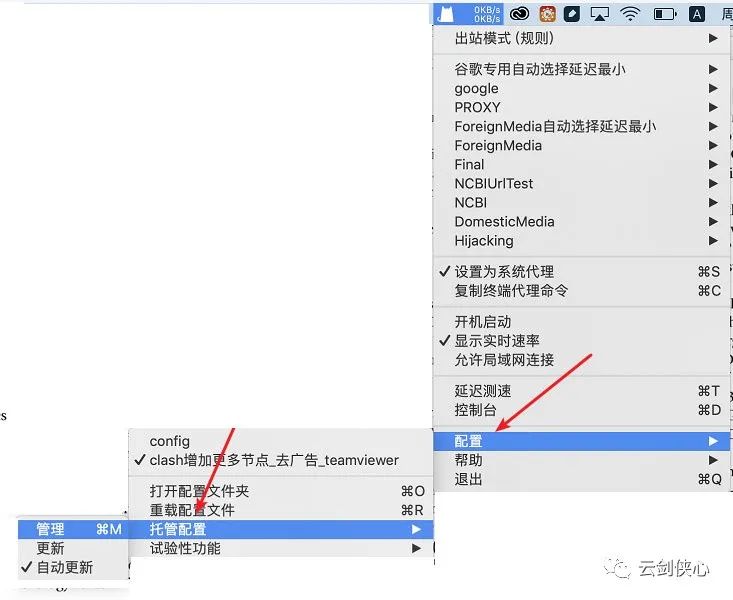 0KB/s
0KB/s
A
周
出站模式 (规则)
谷歌专用自动选择延迟最小
google
PROXY
ForeignMedia自动选择延迟最小
ForeignMedia
Final
NCBIUrlTest
NCBI
DomesticMedia
Hijacking
✓ 设置为系统代理 ⌘S
复制终端代理命令 ⌘C
开机启动
✓ 显示实时速率
允许局域网连接
延迟测速 ⌘T
控制台 ⌘D
配置
帮助
退出 ⌘Q
s
config
✓ clash增加更多节点_去广告_teamviewer
打开配置文件夹 ⌘O
重载配置文件 ⌘R
托管配置
试验性功能
管理 ⌘M
更新
✓ 自动更新
云剑侠心